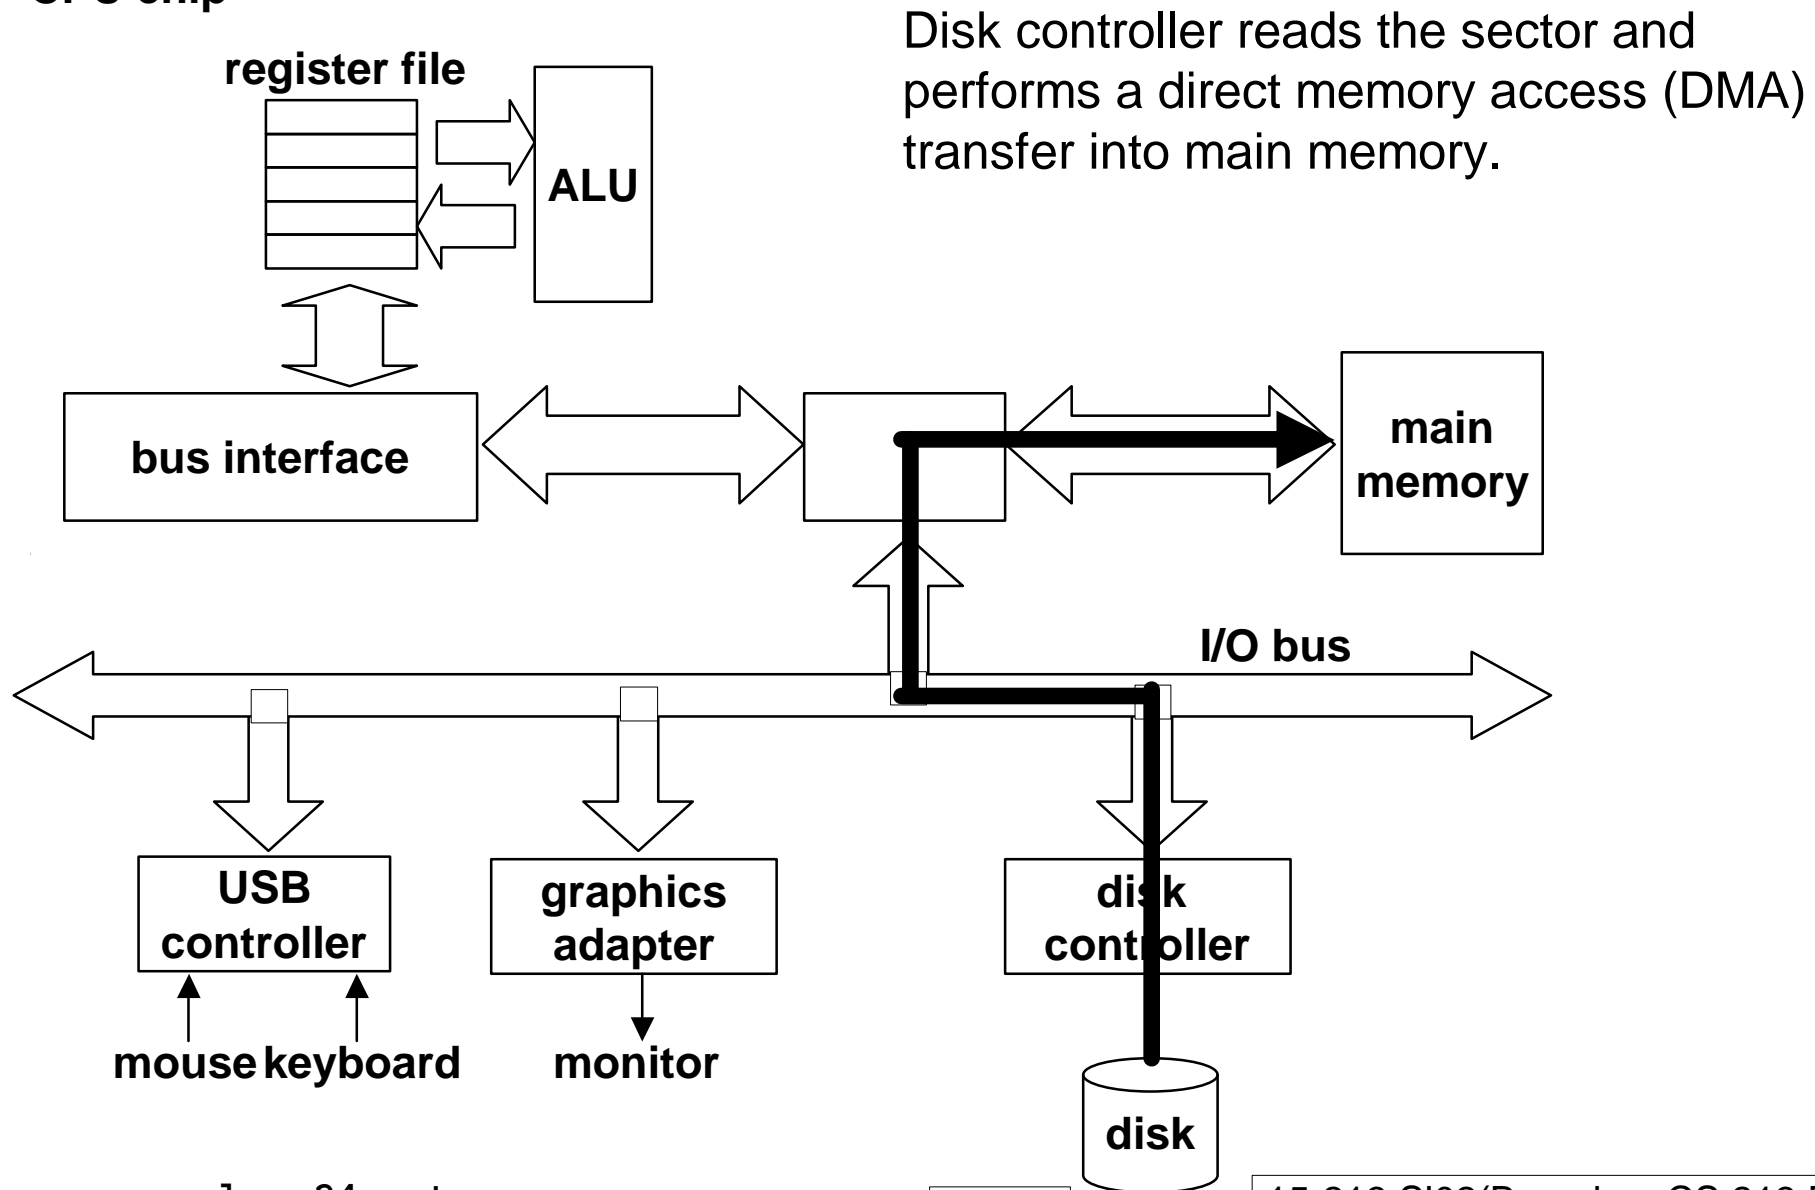 Disk controller reads the sector and
performs a direct memory access (DMA)
transfer into main memory.
register file
ALU
bus interface
main
memory
I/O bus
USB
controller
graphics
adapter
disk
controller
mouse keyboard
monitor
disk